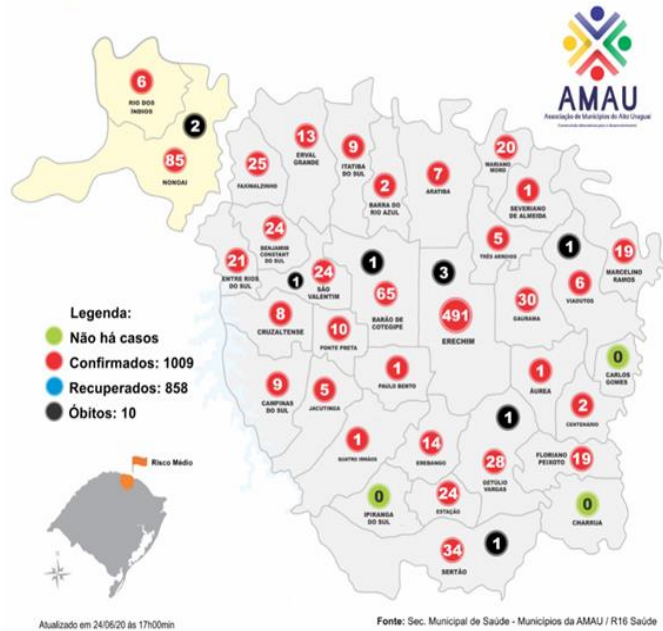 AMAU
Associação de Municípios do Alto Uruguai
6
RIO DOS
ÍNDIOS
2
85
NONOAI
25
FAXINALZINHO
13
ERVAL
GRANDE
9
ITATIBA
DO SUL
2
BARRA DO
RIO AZUL
7
ARATIBA
20
MARIANO
MORO
1
SEVERIANO
DE ALMEIDA
24
BENJAMIN
CONSTANT
DO SUL
21
ENTRE RIOS
DO SUL
1
24
SÃO
VALENTIM
1
65
BARÃO DE
COTEGIPE
3
491
ERECHIM
5
TRÊS ARROIOS
1
6
VIADUTOS
19
MARCELINO
RAMOS
30
GAURAMA
8
CRUZALTENSE
10
PONTE PRETA
0
CARLOS
GOMES
9
CAMPINAS
DO SUL
5
JACUTINGA
1
PAULO BENTO
1
ÁUREA
2
CENTENÁRIO
1
QUATRO IRMÃOS
14
EREBANGO
1
28
GETÚLIO
VARGAS
FLORIANO
PEIXOTO
19
0
IPIRANGA
DO SUL
24
ESTAÇÃO
0
CHARRUA
34
SERTÃO
1
Legenda:
Não há casos
Confirmados: 1009
Recuperados: 858
Óbitos: 10
Risco Médio
Atualizado em 24/06/20 às 17h00min
Fonte: Sec. Municipal de Saúde - Municípios da AMAU / R16 Saúde